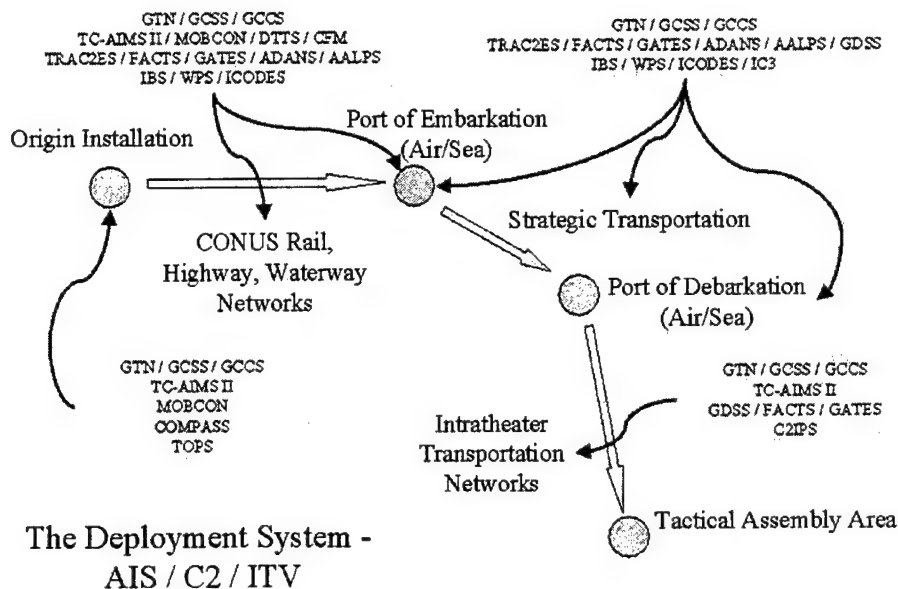 GTN / GCSS / GCCS
TC-AIMS II / MOBCON / DTTS / CFM
TRAC2ES / FACTS / GATES / ADANS / AALPS
IBS / WPS / ICODES
GTN / GCSS / GCCS
TRAC2ES / FACTS / GATES / ADANS / AALPS / GDSS
IBS / WPS / ICODES / IC3
Origin Installation
Port of Embarkation
(Air/Sea)
Strategic Transportation
CONUS Rail,
Highway, Waterway
Networks
Port of Debarkation
(Air/Sea)
GTN / GCSS / GCCS
TC-AIMS II
MOBCON
COMPASS
TOPS
GTN / GCSS / GCCS
TC-AIMS II
GDSS / FACTS / GATES
C2IPS
Intratheater
Transportation
Networks
Tactical Assembly Area
The Deployment System -
AIS / C2 / ITV